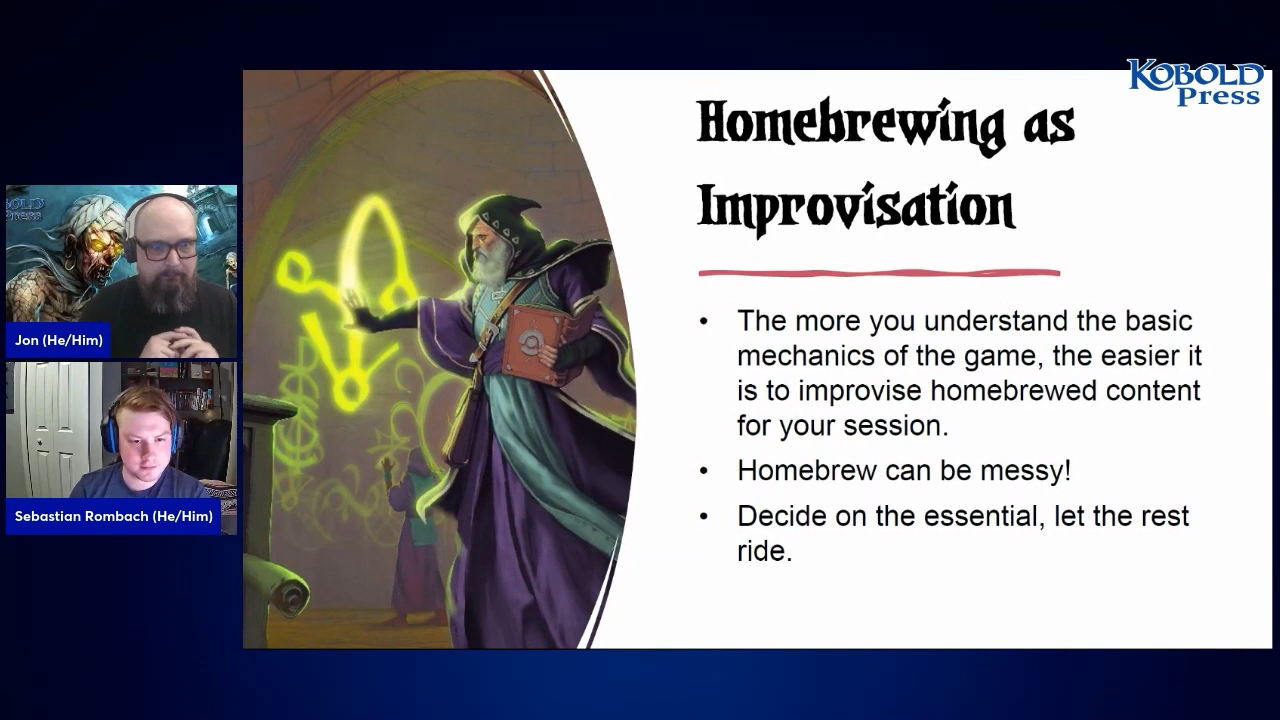 KOBOLD
Press
Homebrewing as
Improvisation
• The more you understand the basic
mechanics of the game, the easier it
is to improvise homebrewed content
for your session.
• Homebrew can be messy!
• Decide on the essential, let the rest
ride.
Jon (He/Him)
Sebastian Rombach (He/Him)